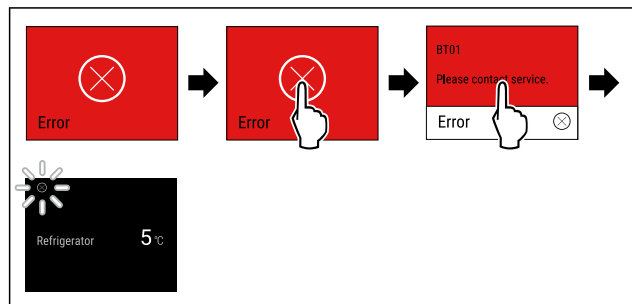 Error
Error
BT01
Please contact service.
Error
Refrigerator 5 °C